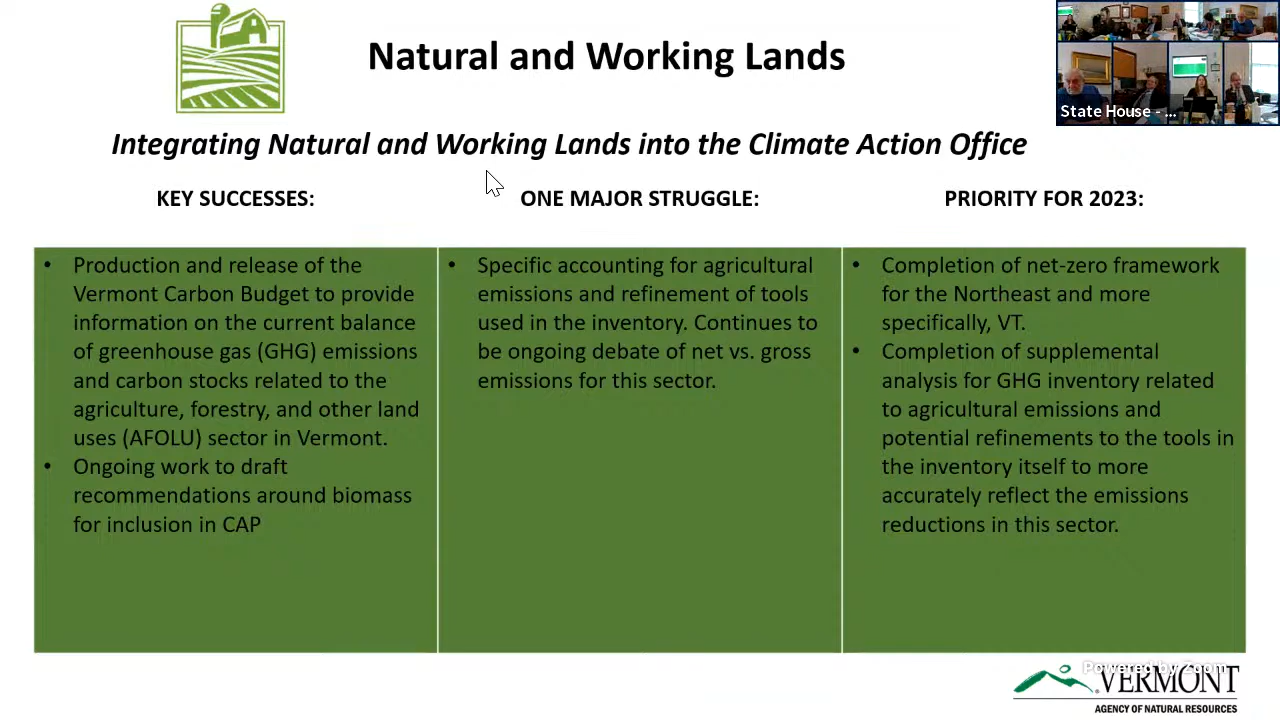 Natural and Working Lands
State House - ...
Integrating Natural and Working Lands into the Climate Action Office
KEY SUCCESSES:
ONE MAJOR STRUGGLE:
PRIORITY FOR 2023:
• Production and release of the
Vermont Carbon Budget to provide
information on the current balance
of greenhouse gas (GHG) emissions
and carbon stocks related to the
agriculture, forestry, and other land
uses (AFOLU) sector in Vermont.
• Ongoing work to draft
recommendations around biomass
for inclusion in CAP
• Specific accounting for agricultural
emissions and refinement of tools
used in the inventory. Continues to
be ongoing debate of net vs. gross
emissions for this sector.
• Completion of net-zero framework
for the Northeast and more
specifically, VT.
• Completion of supplemental
analysis for GHG inventory related
to agricultural emissions and
potential refinements to the tools in
the inventory itself to more
accurately reflect the emissions
reductions in this sector.
Powered by Zoom
VERMONT
AGENCY OF NATURAL RESOURCES